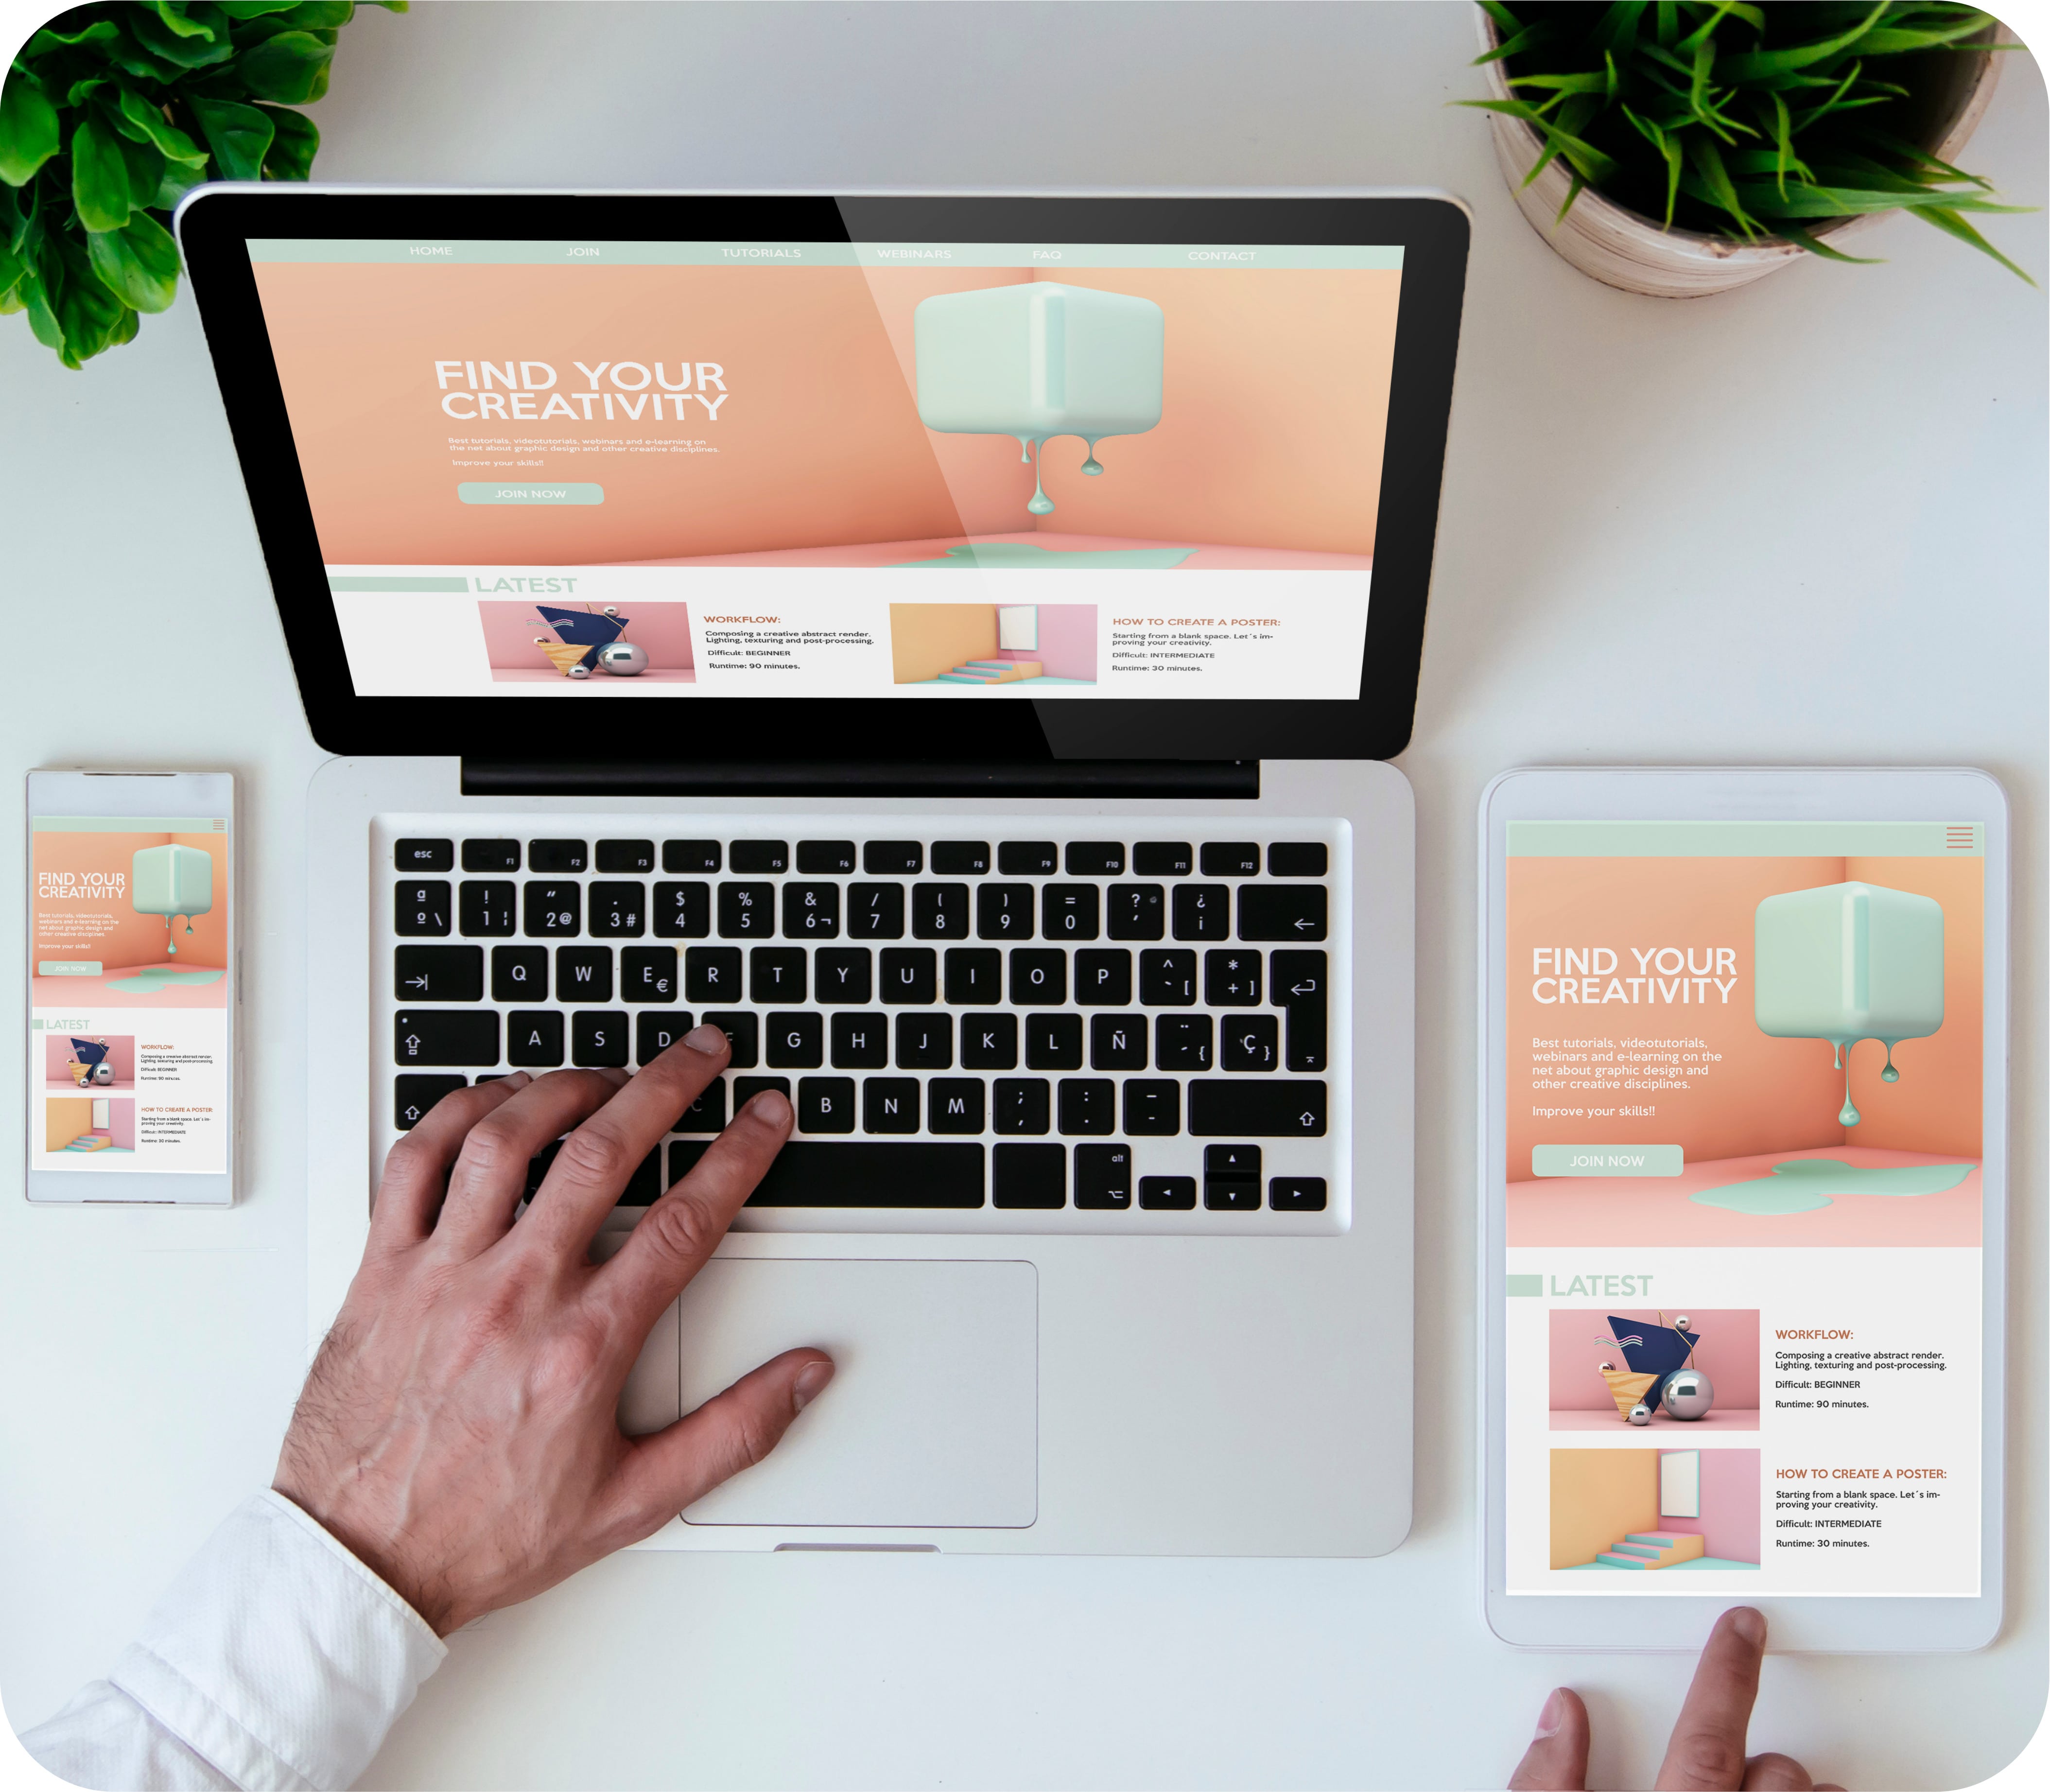 HOME JOIN TUTORIALS WEBINARS FAQ CONTACT
FIND YOUR
CREATIVITY
Best tutorials, videotutorials, webinars and e-learning on
the net about graphic design and other creative disciplines.
Improve your skills!!
JOIN NOW
LATEST
WORKFLOW:
Composing a creative abstract render.
Lighting, texturing and post-processing.
Difficult: BEGINNER
Runtime: 90 minutes.
HOW TO CREATE A POSTER:
Starting from a blank space. Let´s im-
proving your creativity.
Difficult: INTERMEDIATE
Runtime: 30 minutes.
FIND YOUR
CREATIVITY
Best tutorials, videotutorials,
webinars and e-learning on the
net about graphic design and
other creative disciplines.
Improve your skills!!
JOIN NOW
LATEST
WORKFLOW:
Composing a creative abstract render.
Lighting, texturing and post-processing.
Difficult: BEGINNER
Runtime: 90 minutes.
HOW TO CREATE A POSTER:
Starting from a blank space. Let´s im-
proving your creativity.
Difficult: INTERMEDIATE
Runtime: 30 minutes.
esc F1 F2 F3 F4 F5 F6 F7 F8 F9 F10 F11 F12
ª ! " · $ % & / ( ) = ? ¿
º \ 1 ¦ 2 @ 3 # 4 5 6 ¬ 7 8 9 0 ' ¡
Q W E € R T Y U I O P ^ ` [ * + ]
A S D F G H J K L Ñ ¨ ´ { Ç }
C B N M ; , : . _ -
alt
FIND YOUR
CREATIVITY
Best tutorials, videotutorials,
webinars and e-learning on the
net about graphic design and
other creative disciplines.
Improve your skills!!
JOIN NOW
LATEST
WORKFLOW:
Composing a creative abstract render.
Lighting, texturing and post-processing.
Difficult: BEGINNER
Runtime: 90 minutes.
HOW TO CREATE A POSTER:
Starting from a blank space. Let´s im-
proving your creativity.
Difficult: INTERMEDIATE
Runtime: 30 minutes.